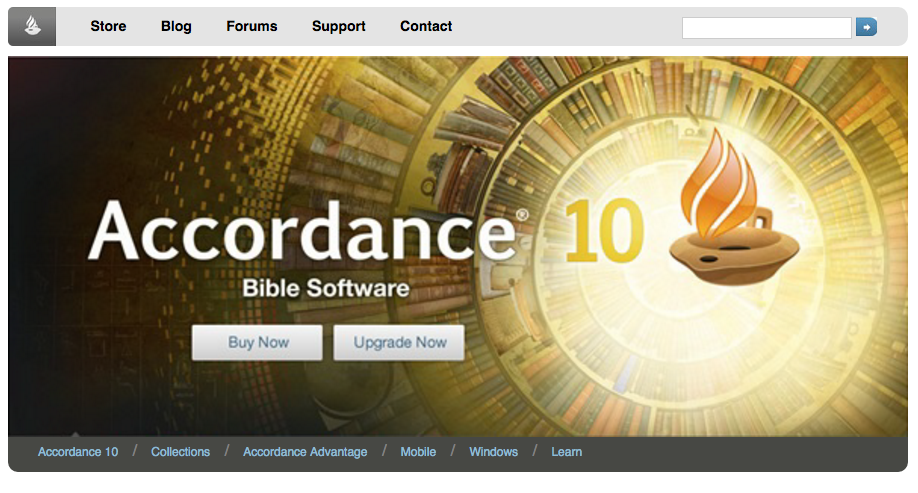 Store Blog Forums Support Contact
Accordance® 10
Bible Software
Buy Now Upgrade Now
Accordance 10 / Collections / Accordance Advantage / Mobile / Windows / Learn